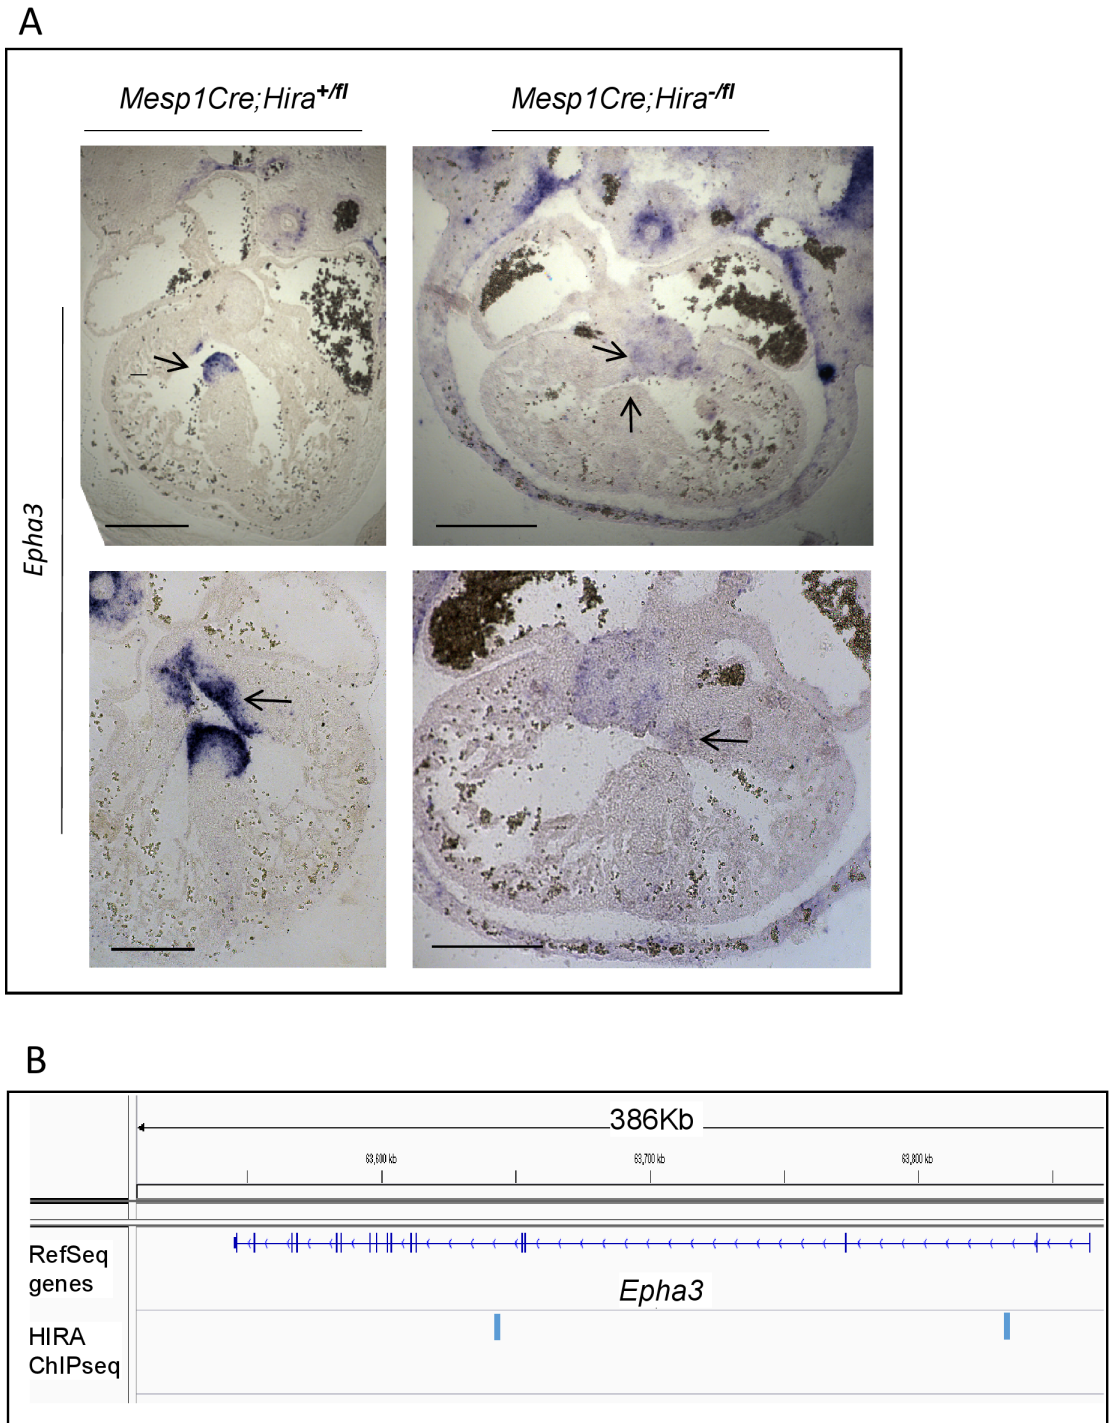 A
Mesp1Cre;Hira+/fl
Mesp1Cre;Hira-/fl
Epha3
B
386Kb
63,600 kb
63,700 kb
63,800 kb
RefSeq
genes
Epha3
HIRA
ChIPseq